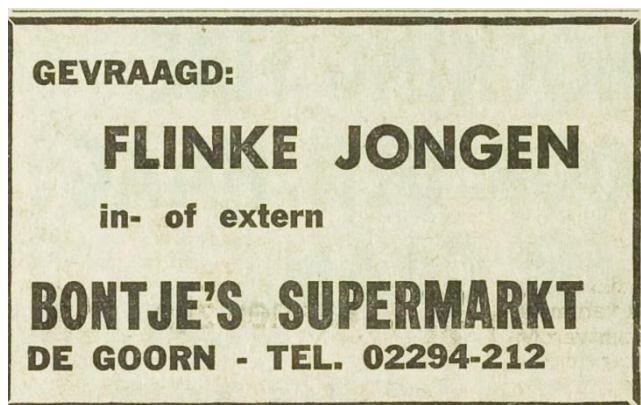 GEVRAAGD:
FLINKE JONGEN
in- of extern
BONTJE'S SUPERMARKT
DE GOORN - TEL. 02294-212